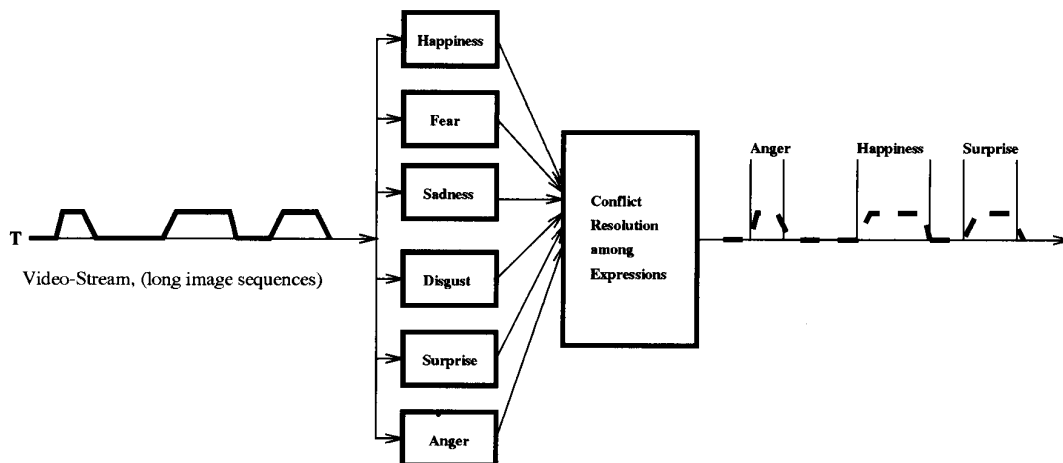 Happiness
Fear
Sadness
Disgust
Surprise
Anger
T
Video-Stream, (long image sequences)
Conflict
Resolution
among
Expressions
Anger
Happiness
Surprise